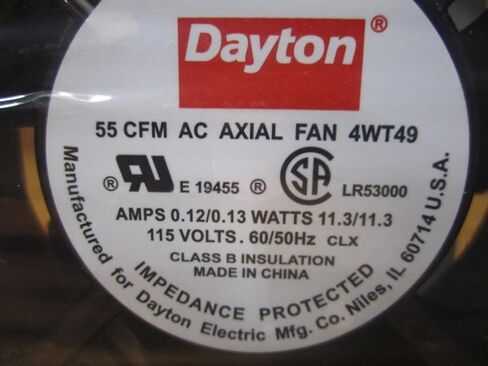 Dayton
55 CFM AC AXIAL FAN 4WT49
® RU E 19455 ® SA LR53000
AMPS 0.12/0.13 WATTS 11.3/11.3
115 VOLTS. 60/50Hz CLX
CLASS B INSULATION
MADE IN CHINA
IMPEDANCE PROTECTED
Manufactured for Dayton Electric Mfg. Co. Niles, IL 60714 U.S.A.